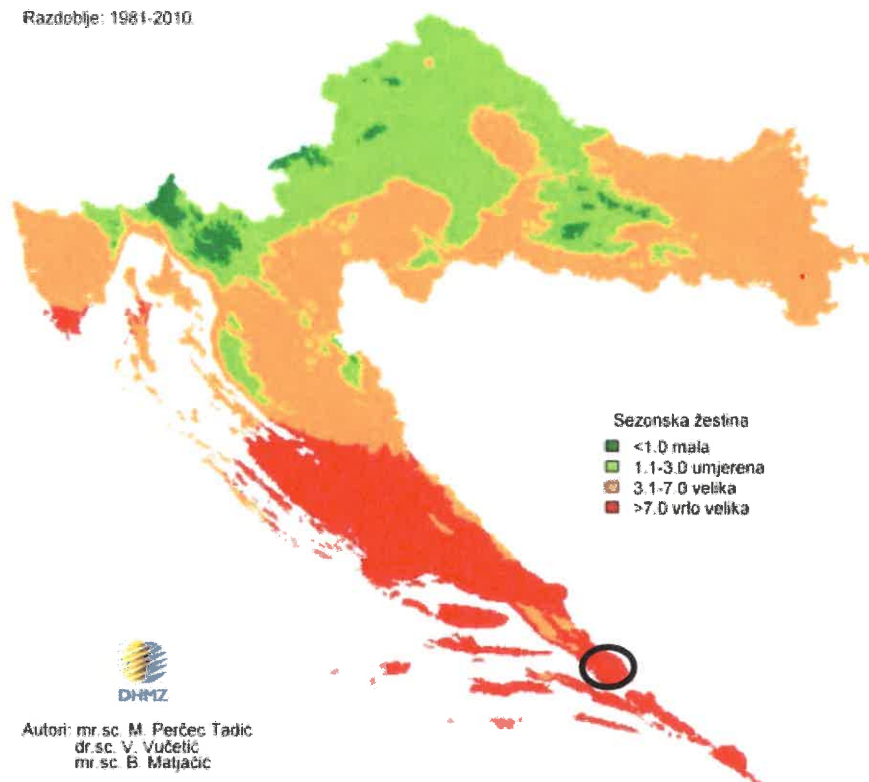 Razdoblje: 1981-2010.
Sezonska žestina
<1.0 mala
1.1-3.0 umjerena
3.1-7.0 velika
>7.0 vrlo velika
DHMZ
Autori: mr.sc. M. Perčec Tadić
dr.sc. V. Vučetić
mr.sc. B. Matjačić